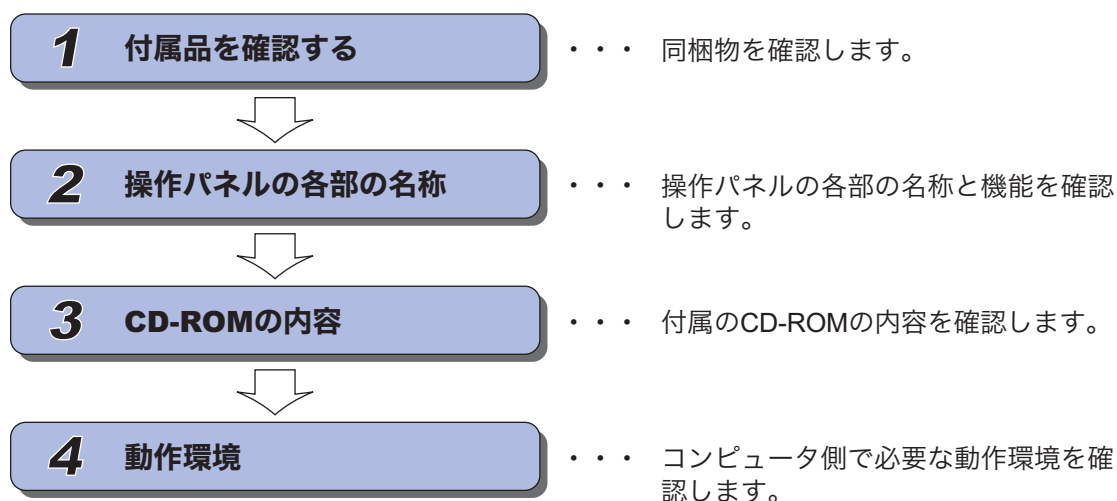 1 付属品を確認する ・・・ 同梱物を確認します。
2 操作パネルの各部の名称 ・・・ 操作パネルの各部の名称と機能を確認
します。
3 CD-ROMの内容 ・・・ 付属のCD-ROMの内容を確認します。
4 動作環境 ・・・ コンピュータ側で必要な動作環境を確
認します。